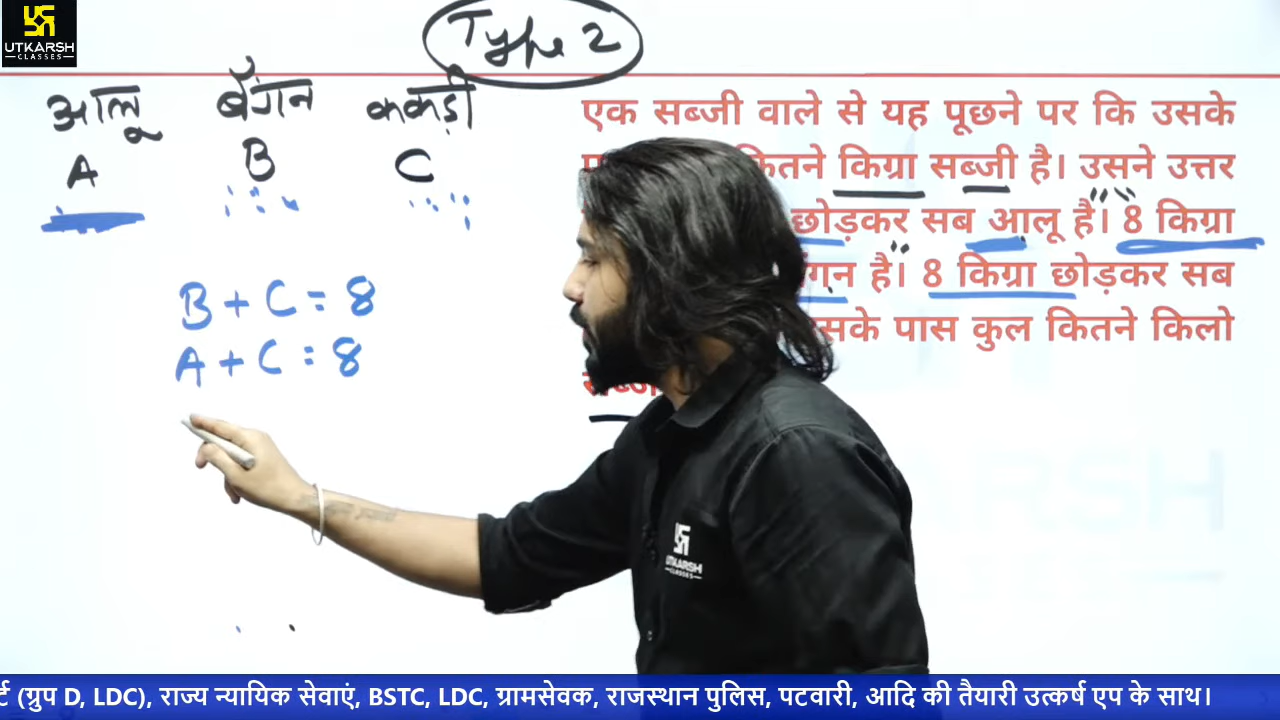 UTKARSH
CLASSES
Type 2
आलू बैंगन ककड़ी
A B C
B + C = 8
A + C = 8
एक सब्जी वाले से यह पूछने पर कि उसके
कितने किग्रा सब्जी है। उसने उत्तर
छोड़कर सब आलू है। 8 किग्रा
है। 8 किग्रा छोड़कर सब
पास कुल कितने किलो
UTKARSH
CLASSES
(ग्रुप D, LDC), राज्य न्यायिक सेवाएं, BSTC, LDC, ग्रामसेवक, राजस्थान पुलिस, पटवारी, आदि की तैयारी उत्कर्ष एप के साथ।